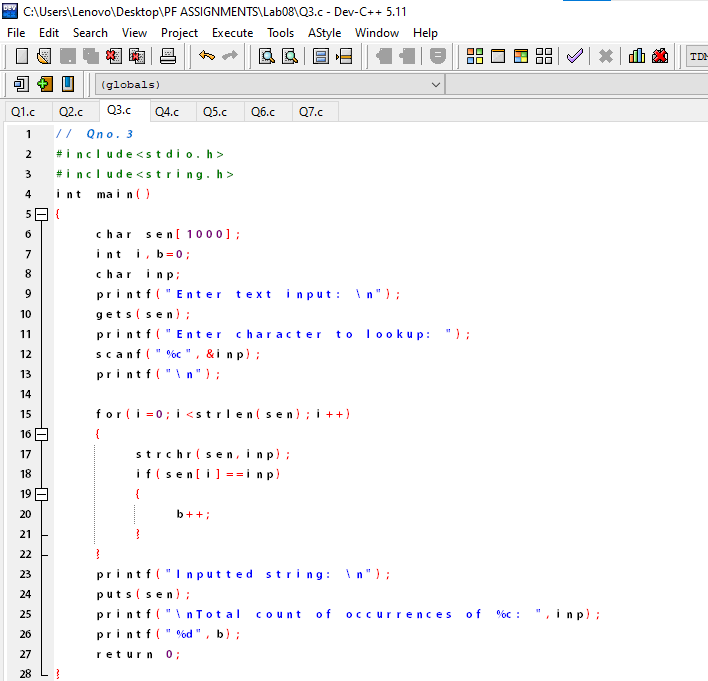 C:\Users\Lenovo\Desktop\PF ASSIGNMENTS\Lab08\Q3.c - Dev-C++ 5.11
File Edit Search View Project Execute Tools AStyle Window Help
(globals)
Q1.c Q2.c Q3.c Q4.c Q5.c Q6.c Q7.c
1 // Qno. 3
2 #include<stdio.h>
3 #include<string.h>
4 int main()
5 {
6 char sen[1000];
7 int i,b=0;
8 char inp;
9 printf("Enter text input: \n");
10 gets(sen);
11 printf("Enter character to lookup: ");
12 scanf("%c",&inp);
13 printf("\n");
14
15 for(i=0;i<strlen(sen);i++)
16 {
17 strchr(sen,inp);
18 if(sen[i]==inp)
19 {
20 b++;
21 }
22 }
23 printf("Inputted string: \n");
24 puts(sen);
25 printf("\nTotal count of occurrences of %c: ",inp);
26 printf("%d",b);
27 return 0;
28 }